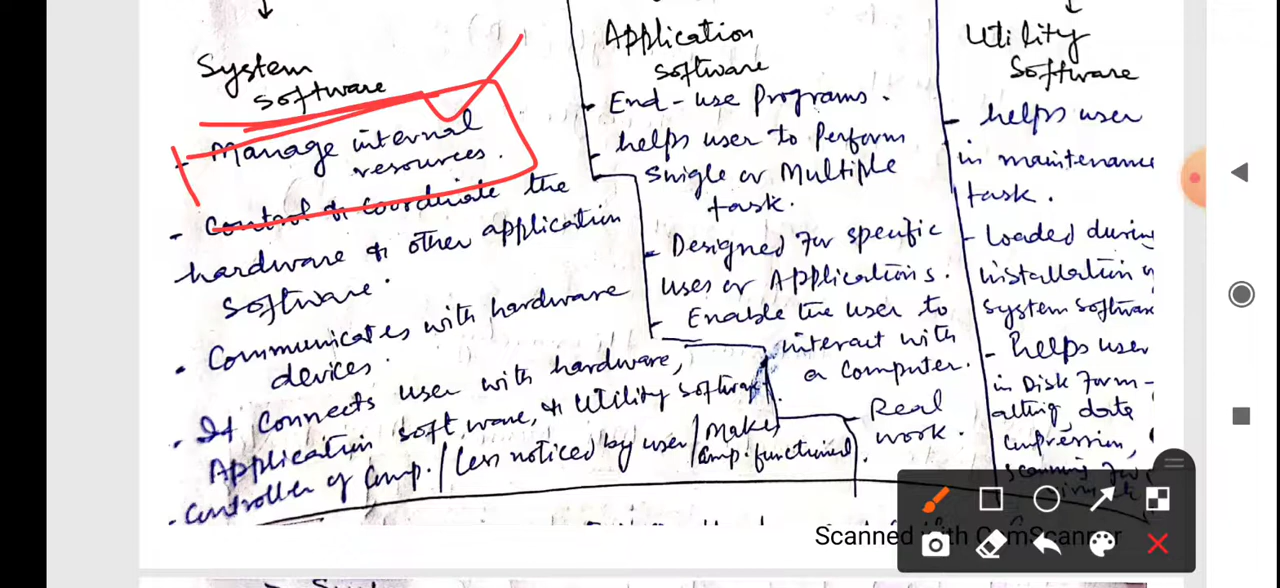 System
Software
- Manage internal
resources.
- Control & coordinate the
hardware & other application
software.
• Communicates with hardware
devices.
• It connects user with hardware,
Application software, & Utility software.
• Controller of Comp. / Less noticed by user / Makes
Comp. functional.
Application
Software
- End-use Programs.
- helps user to Perform
Single or Multiple
task.
- Designed for specific
uses or Applications.
- Enable the user to
interact with
a Computer.
- Real
work.
Utility
Software
- helps user
in maintenance
task.
- Loaded during
installation
System Software
- helps user
in Disk Form-
atting, data
Compression,
Scanned with CamScanner